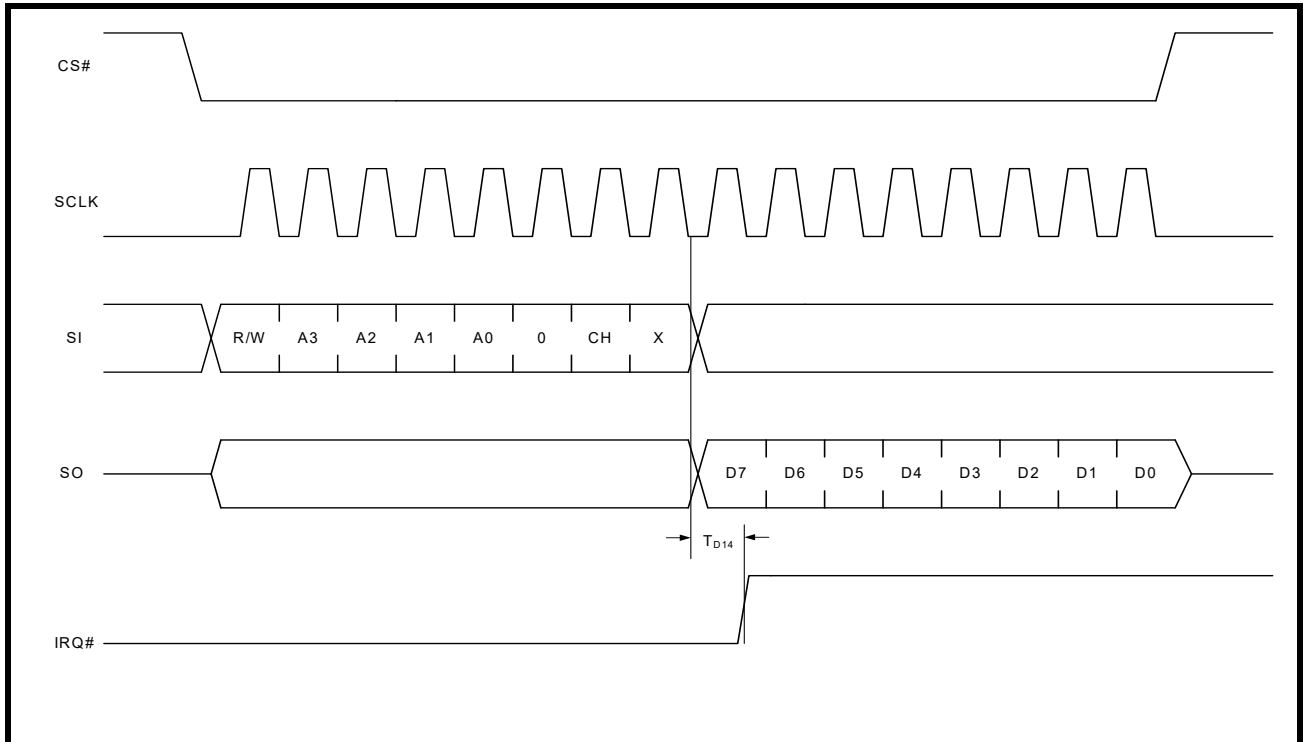 CS#
SCLK
SI
R/W A3 A2 A1 A0 0 CH X
SO
D7 D6 D5 D4 D3 D2 D1 D0
TD14
IRQ#